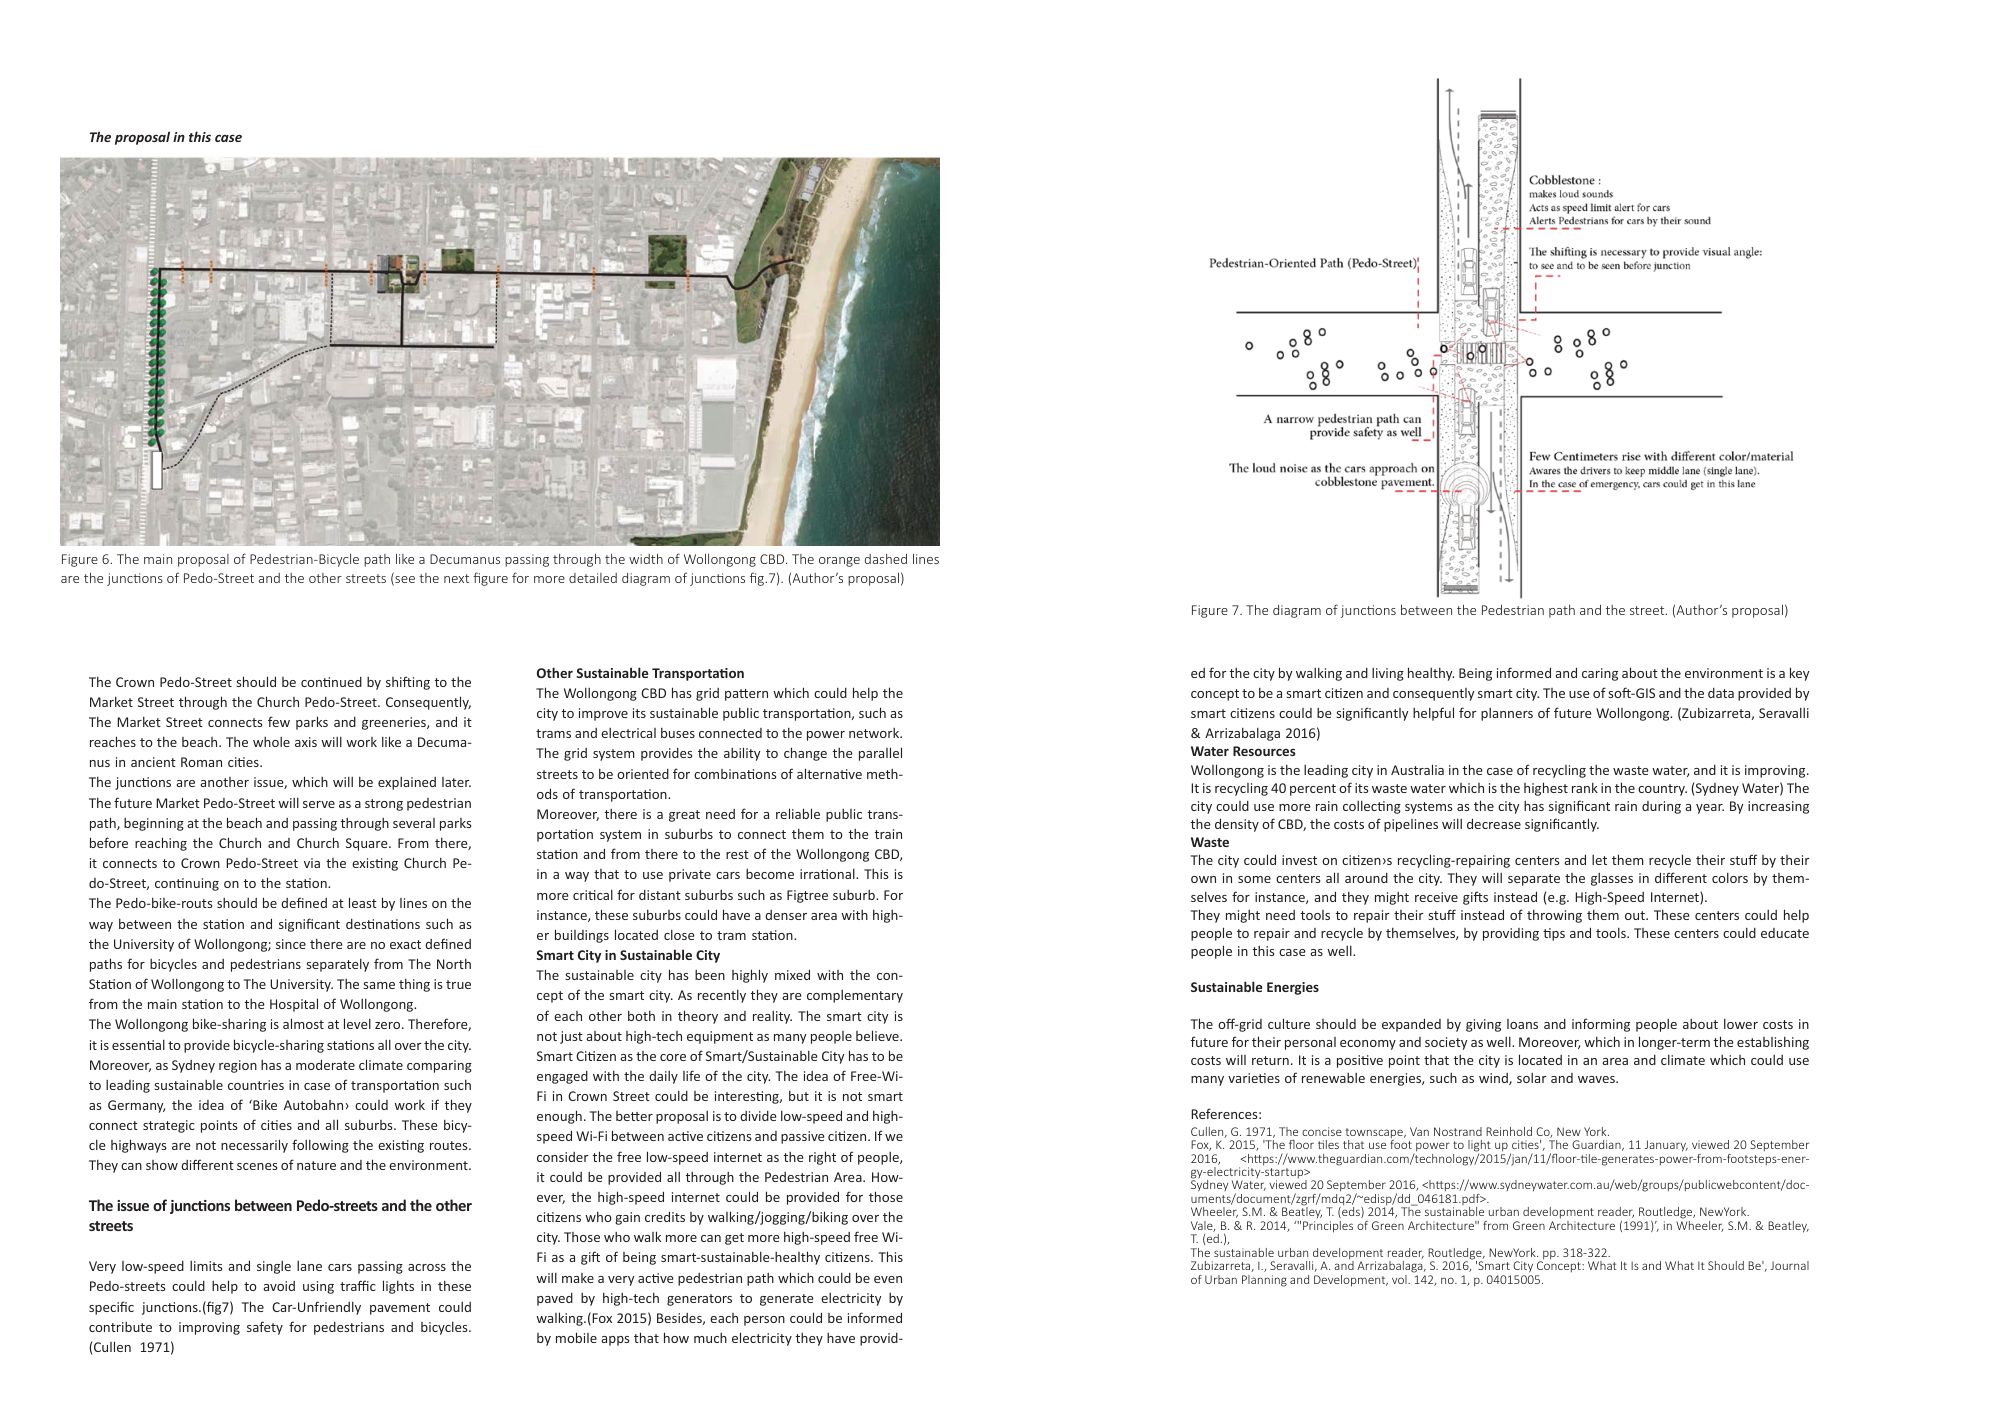 The proposal in this case
Figure 6. The main proposal of Pedestrian-Bicycle path like a Decumanus passing through the width of Wollongong CBD. The orange dashed lines
are the junctions of Pedo-Street and the other streets (see the next figure for more detailed diagram of junctions fig.7). (Author's proposal)
The Crown Pedo-Street should be continued by shifting to the
Market Street through the Church Pedo-Street. Consequently,
The Market Street connects few parks and greeneries, and it
reaches to the beach. The whole axis will work like a Decuma-
nus in ancient Roman cities.
The junctions are another issue, which will be explained later.
The future Market Pedo-Street will serve as a strong pedestrian
path, beginning at the beach and passing through several parks
before reaching the Church and Church Square. From there,
it connects to Crown Pedo-Street via the existing Church Pe-
do-Street, continuing on to the station.
The Pedo-bike-routs should be defined at least by lines on the
way between the station and significant destinations such as
the University of Wollongong; since there are no exact defined
paths for bicycles and pedestrians separately from The North
Station of Wollongong to The University. The same thing is true
from the main station to the Hospital of Wollongong.
The Wollongong bike-sharing is almost at level zero. Therefore,
it is essential to provide bicycle-sharing stations all over the city.
Moreover, as Sydney region has a moderate climate comparing
to leading sustainable countries in case of transportation such
as Germany, the idea of ‘Bike Autobahn› could work if they
connect strategic points of cities and all suburbs. These bicy-
cle highways are not necessarily following the existing routes.
They can show different scenes of nature and the environment.
The issue of junctions between Pedo-streets and the other
streets
Very low-speed limits and single lane cars passing across the
Pedo-streets could help to avoid using traffic lights in these
specific junctions.(fig7) The Car-Unfriendly pavement could
contribute to improving safety for pedestrians and bicycles.
(Cullen 1971)
Other Sustainable Transportation
The Wollongong CBD has grid pattern which could help the
city to improve its sustainable public transportation, such as
trams and electrical buses connected to the power network.
The grid system provides the ability to change the parallel
streets to be oriented for combinations of alternative meth-
ods of transportation.
Moreover, there is a great need for a reliable public trans-
portation system in suburbs to connect them to the train
station and from there to the rest of the Wollongong CBD,
in a way that to use private cars become irrational. This is
more critical for distant suburbs such as Figtree suburb. For
instance, these suburbs could have a denser area with high-
er buildings located close to tram station.
Smart City in Sustainable City
The sustainable city has been highly mixed with the con-
cept of the smart city. As recently they are complementary
of each other both in theory and reality. The smart city is
not just about high-tech equipment as many people believe.
Smart Citizen as the core of Smart/Sustainable City has to be
engaged with the daily life of the city. The idea of Free-Wi-
Fi in Crown Street could be interesting, but it is not smart
enough. The better proposal is to divide low-speed and high-
speed Wi-Fi between active citizens and passive citizen. If we
consider the free low-speed internet as the right of people,
it could be provided all through the Pedestrian Area. How-
ever, the high-speed internet could be provided for those
citizens who gain credits by walking/jogging/biking over the
city. Those who walk more can get more high-speed free Wi-
Fi as a gift of being smart-sustainable-healthy citizens. This
will make a very active pedestrian path which could be even
paved by high-tech generators to generate electricity by
walking.(Fox 2015) Besides, each person could be informed
by mobile apps that how much electricity they have provid-
Cobblestone :
makes loud sounds
Acts as speed limit alert for cars
Alerts Pedestrians for cars by their sound
The shifting is necessary to provide visual angle:
to see and to be seen before junction
Pedestrian-Oriented Path (Pedo-Street)
A narrow pedestrian path can
provide safety as well
The loud noise as the cars approach on
cobblestone pavement.
Few Centimeters rise with different color/material
Awares the drivers to keep middle lane (single lane).
In the case of emergency, cars could get in this lane
Figure 7. The diagram of junctions between the Pedestrian path and the street. (Author's proposal)
ed for the city by walking and living healthy. Being informed and caring about the environment is a key
concept to be a smart citizen and consequently smart city. The use of soft-GIS and the data provided by
smart citizens could be significantly helpful for planners of future Wollongong. (Zubizarreta, Seravalli
& Arrizabalaga 2016)
Water Resources
Wollongong is the leading city in Australia in the case of recycling the waste water, and it is improving.
It is recycling 40 percent of its waste water which is the highest rank in the country. (Sydney Water) The
city could use more rain collecting systems as the city has significant rain during a year. By increasing
the density of CBD, the costs of pipelines will decrease significantly.
Waste
The city could invest on citizen›s recycling-repairing centers and let them recycle their stuff by their
own in some centers all around the city. They will separate the glasses in different colors by them-
selves for instance, and they might receive gifts instead (e.g. High-Speed Internet).
They might need tools to repair their stuff instead of throwing them out. These centers could help
people to repair and recycle by themselves, by providing tips and tools. These centers could educate
people in this case as well.
Sustainable Energies
The off-grid culture should be expanded by giving loans and informing people about lower costs in
future for their personal economy and society as well. Moreover, which in longer-term the establishing
costs will return. It is a positive point that the city is located in an area and climate which could use
many varieties of renewable energies, such as wind, solar and waves.
References:
Cullen, G. 1971, The concise townscape, Van Nostrand Reinhold Co, New York.
Fox, K. 2015, 'The floor tiles that use foot power to light up cities', The Guardian, 11 January, viewed 20 September
2016, <https://www.theguardian.com/technology/2015/jan/11/floor-tile-generates-power-from-footsteps-ener-
gy-electricity-startup>
Sydney Water, viewed 20 September 2016, <https://www.sydneywater.com.au/web/groups/publicwebcontent/doc-
uments/document/zgrf/mdq2/~edisp/dd_046181.pdf>.
Wheeler, S.M. & Beatley, T. (eds) 2014, The sustainable urban development reader, Routledge, NewYork.
Vale, B. & R. 2014, ‘"Principles of Green Architecture" from Green Architecture (1991)’, in Wheeler, S.M. & Beatley,
T. (ed.),
The sustainable urban development reader, Routledge, NewYork. pp. 318-322.
Zubizarreta, I., Seravalli, A. and Arrizabalaga, S. 2016, 'Smart City Concept: What It Is and What It Should Be', Journal
of Urban Planning and Development, vol. 142, no. 1, p. 04015005.